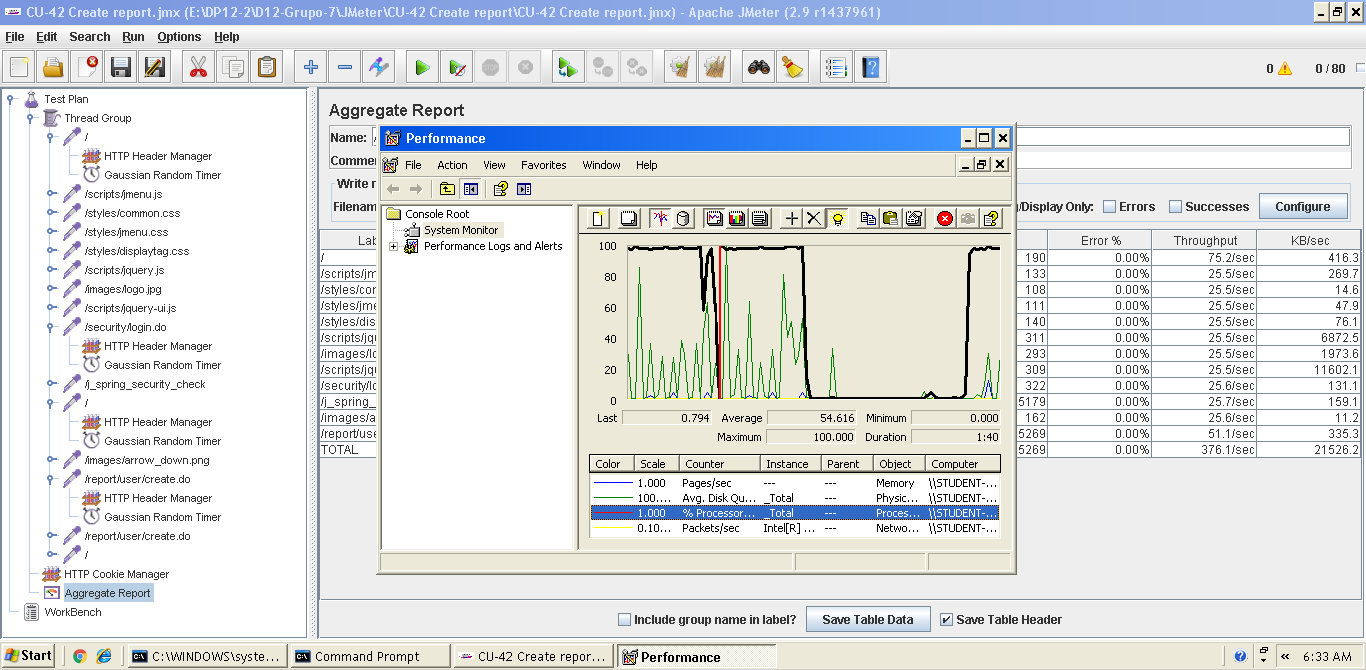 CU-42 Create report.jmx (E:\DP12-2\D12-Grupo-7\JMeter\CU-42 Create report\CU-42 Create report.jmx) - Apache JMeter (2.9 r1437961)
File Edit Search Run Options Help
0 0 / 80
Test Plan
Thread Group
/
HTTP Header Manager
Gaussian Random Timer
/scripts/jmenu.js
/styles/common.css
/styles/jmenu.css
/styles/displaytag.css
/scripts/jquery.js
/images/logo.jpg
/scripts/jquery-ui.js
/security/login.do
HTTP Header Manager
Gaussian Random Timer
/j_spring_security_check
/
HTTP Header Manager
Gaussian Random Timer
/images/arrow_down.png
/report/user/create.do
HTTP Header Manager
Gaussian Random Timer
/report/user/create.do
/
HTTP Cookie Manager
Aggregate Report
WorkBench
Aggregate Report
Name:
Commen
Write r
Filenam
/Display Only: Errors Successes Configure
Lab Error % Throughput KB/sec
/ 190 0.00% 75.2/sec 416.3
/scripts/jm 133 0.00% 25.5/sec 269.7
/styles/con 108 0.00% 25.5/sec 14.6
/styles/jme 111 0.00% 25.5/sec 47.9
/styles/dis 140 0.00% 25.5/sec 76.1
/scripts/jqu 311 0.00% 25.5/sec 6872.5
/images/lo 293 0.00% 25.5/sec 1973.6
/scripts/jqu 309 0.00% 25.5/sec 11602.1
/security/lo 322 0.00% 25.6/sec 131.1
/j_spring_ 5179 0.00% 25.7/sec 159.1
/images/a 162 0.00% 25.6/sec 11.2
/report/use 5269 0.00% 51.1/sec 335.3
TOTAL 5269 0.00% 376.1/sec 21526.2
Include group name in label? Save Table Data Save Table Header
Performance
File Action View Favorites Window Help
Console Root
System Monitor
Performance Logs and Alerts
100
80
60
40
20
0
Last 0.794 Average 54.616 Minimum 0.000
Maximum 100.000 Duration 1:40
Color Scale Counter Instance Parent Object Computer
1.000 Pages/sec --- --- Memory \\STUDENT-...
100.... Avg. Disk Qu... _Total --- Physic... \\STUDENT-...
1.000 % Processor... _Total --- Proces... \\STUDENT-...
0.10... Packets/sec Intel[R] ... --- Netwo... \\STUDENT-...
Start C:\WINDOWS\syste... Command Prompt CU-42 Create repor... Performance 6:33 AM